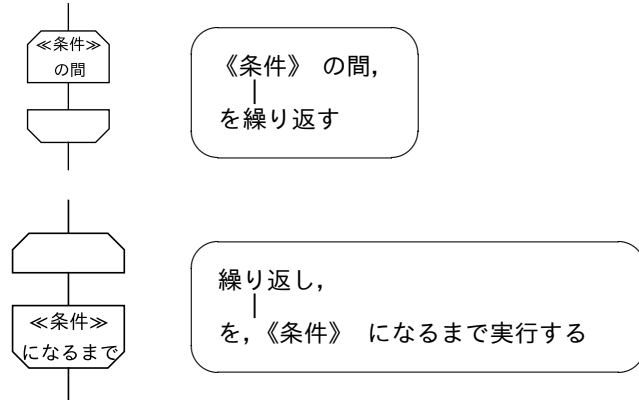 ≪条件≫
の間
《条件》 の間，
を繰り返す
≪条件≫
になるまで
繰り返し，
を，《条件》 になるまで実行する